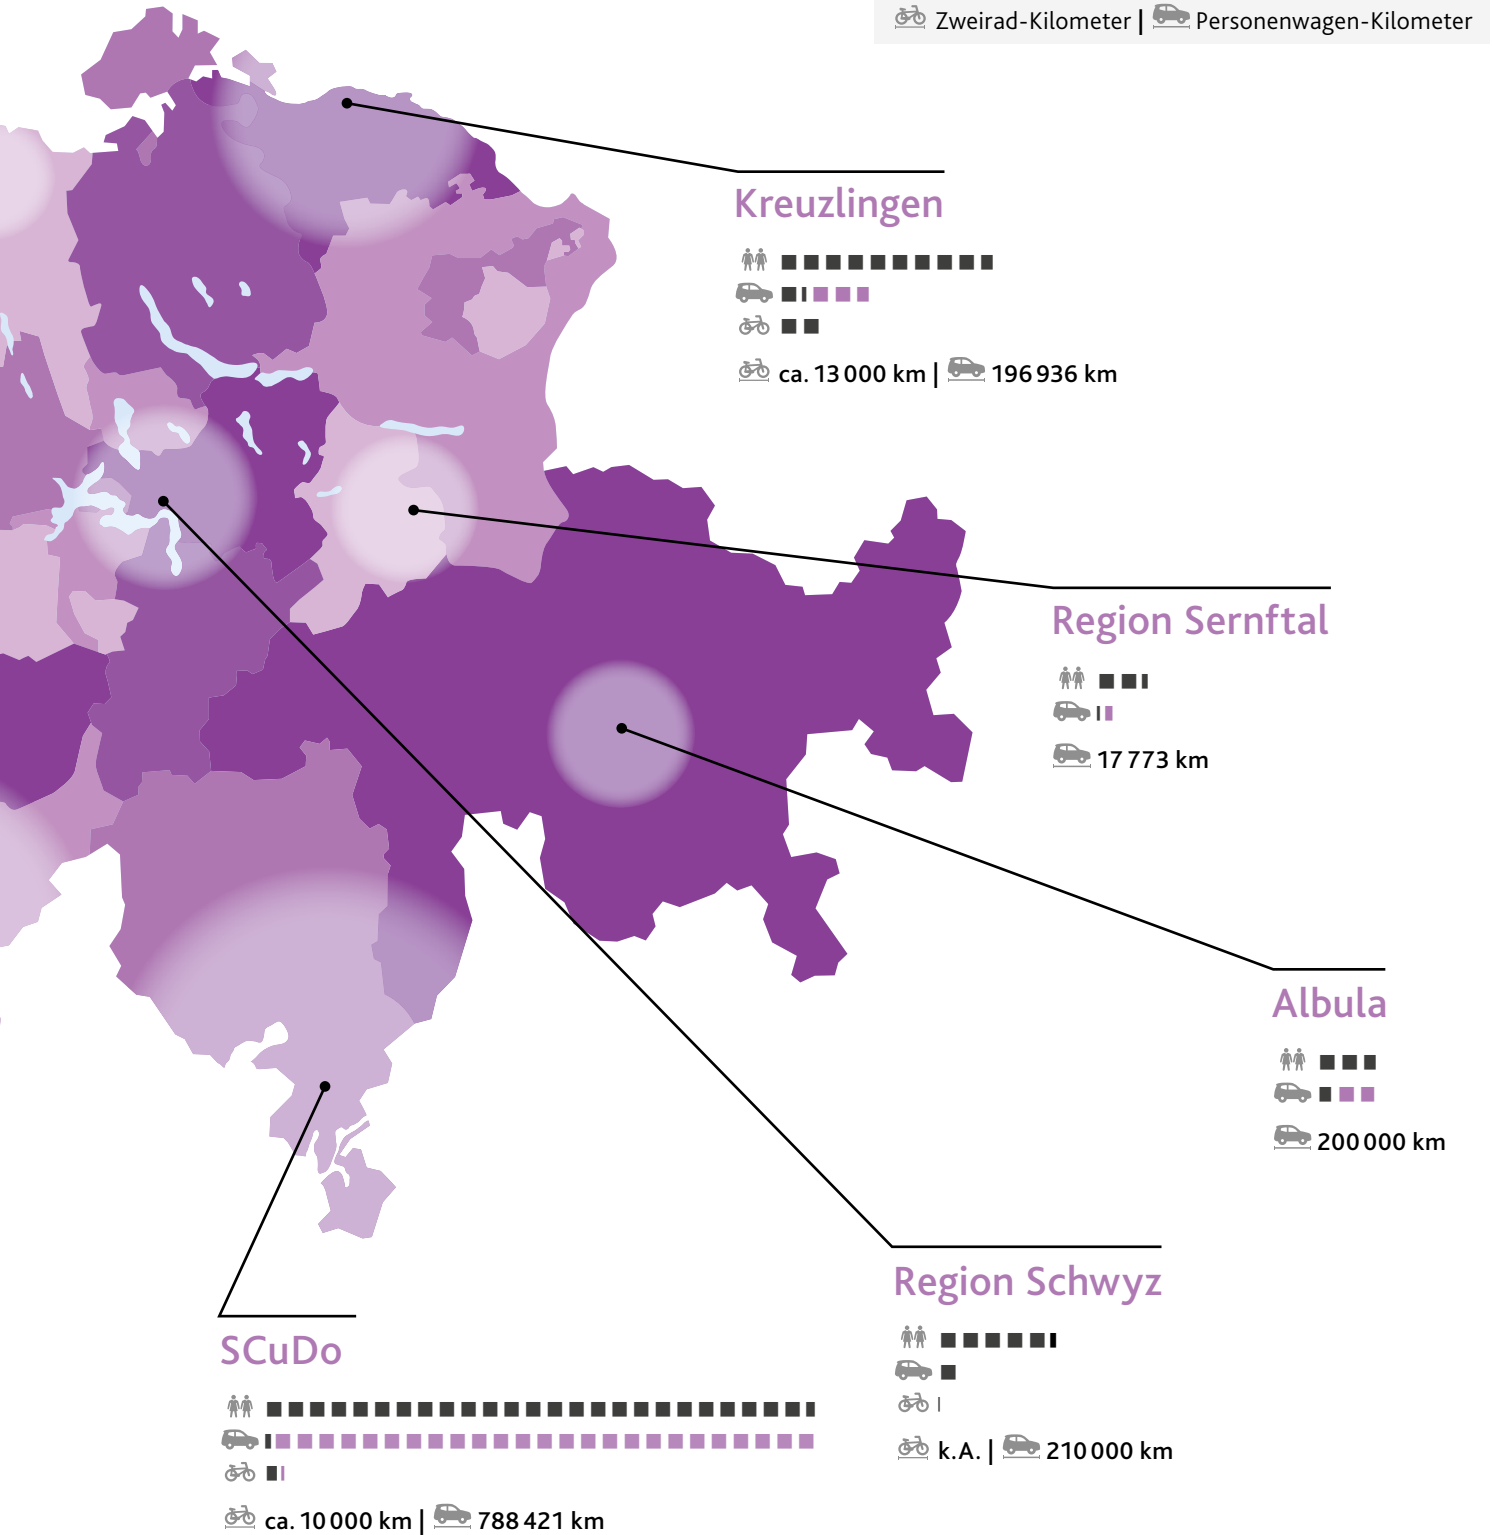 Zweirad-Kilometer | Personenwagen-Kilometer
Kreuzlingen
ca. 13 000 km | 196 936 km
Region Sernftal
17 773 km
Albula
200 000 km
Region Schwyz
k.A. | 210 000 km
SCuDo
ca. 10 000 km | 788 421 km